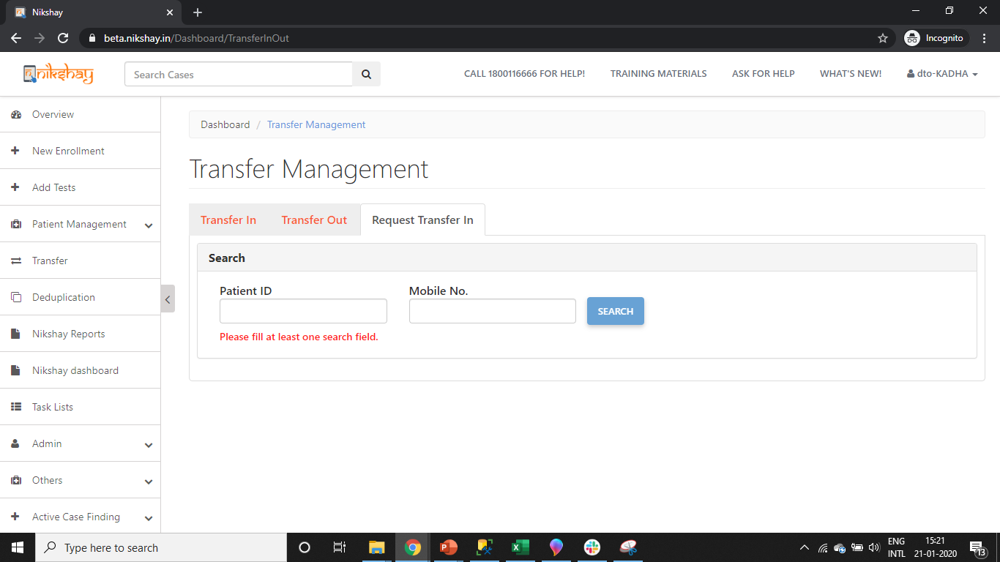 Nikshay
beta.nikshay.in/Dashboard/TransferInOut
Incognito
निkshay
Search Cases
CALL 1800116666 FOR HELP!
TRAINING MATERIALS
ASK FOR HELP
WHAT'S NEW!
dto-KADHA
Overview
New Enrollment
Add Tests
Patient Management
Transfer
Deduplication
Nikshay Reports
Nikshay dashboard
Task Lists
Admin
Others
Active Case Finding
Dashboard / Transfer Management
Transfer Management
Transfer In
Transfer Out
Request Transfer In
Search
Patient ID
Mobile No.
SEARCH
Please fill at least one search field.
Type here to search
ENG
INTL
15:21
21-01-2020
13